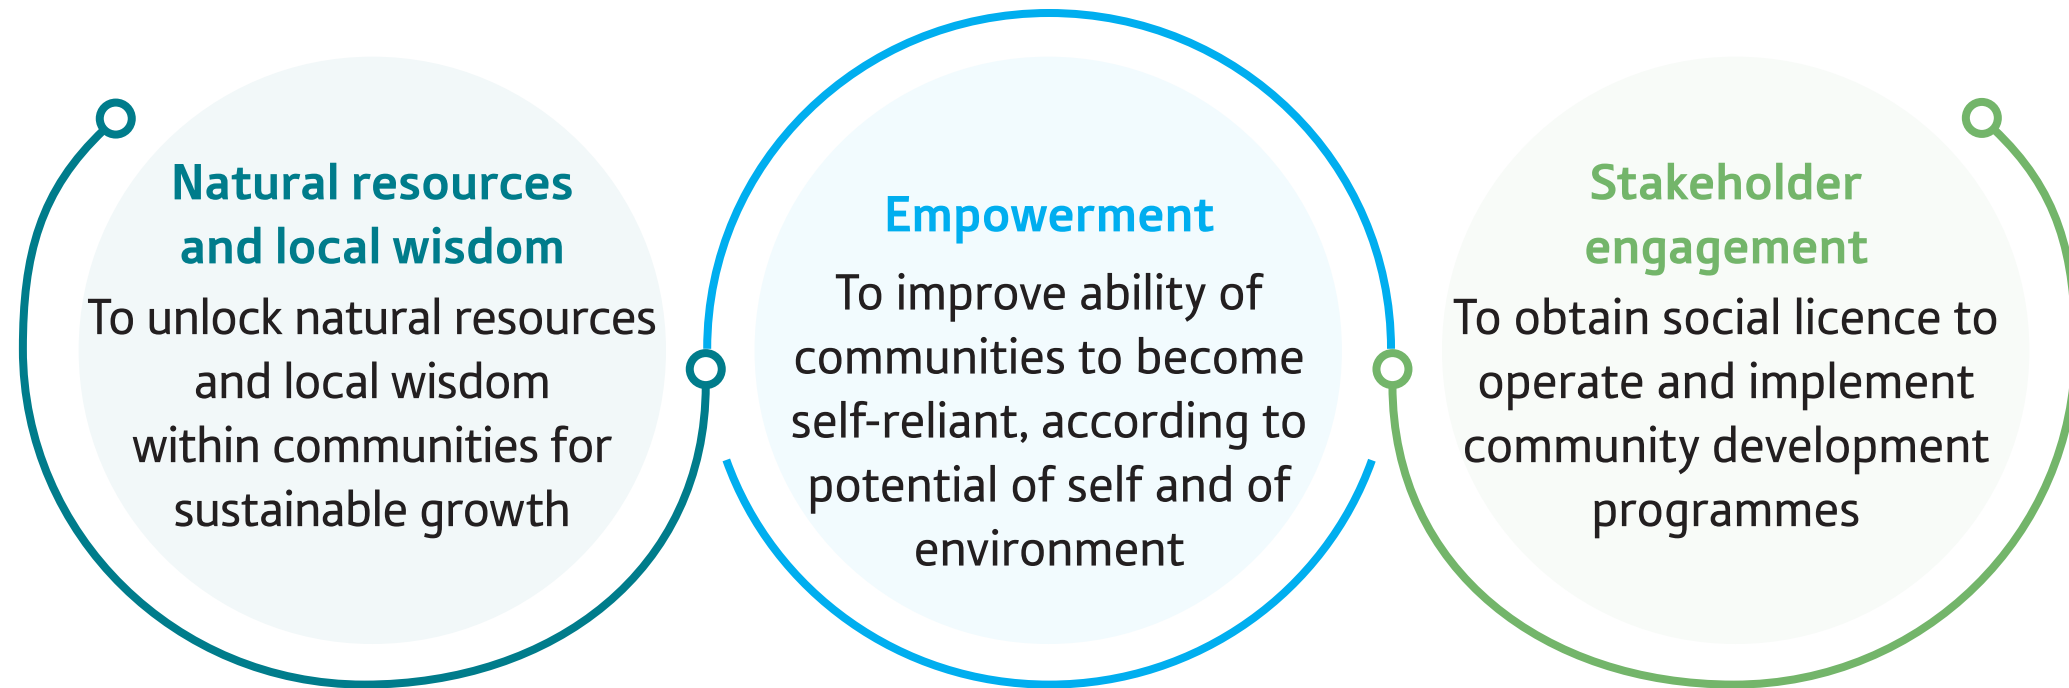 Natural resources
and local wisdom
To unlock natural resources
and local wisdom
within communities for
sustainable growth
Empowerment
To improve ability of
communities to become
self-reliant, according to
potential of self and of
environment
Stakeholder
engagement
To obtain social licence to
operate and implement
community development
programmes